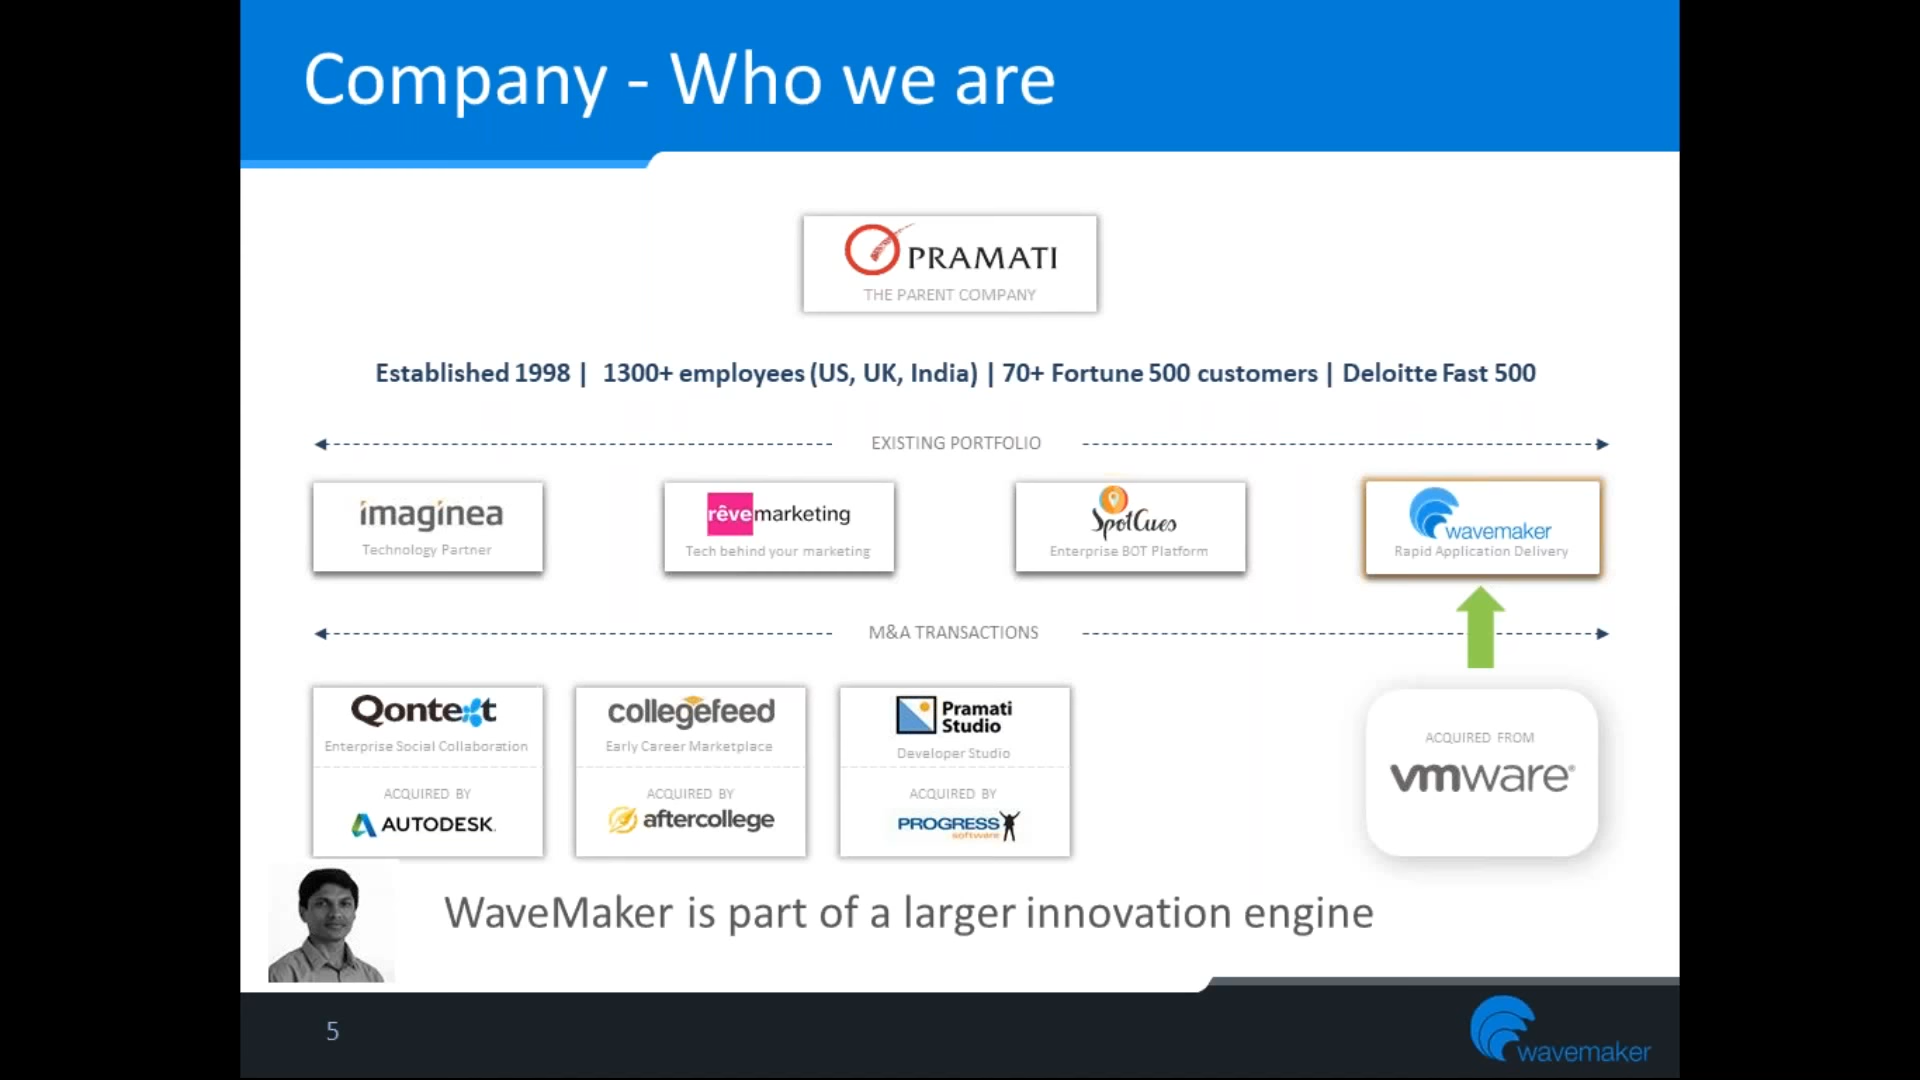 Company - Who we are
PRAMATI
THE PARENT COMPANY
Established 1998 | 1300+ employees (US, UK, India) | 70+ Fortune 500 customers | Deloitte Fast 500
EXISTING PORTFOLIO
imaginea
Technology Partner
rêvemarketing
Tech behind your marketing
SpotCues
Enterprise BOT Platform
wavemaker
Rapid Application Delivery
M&A TRANSACTIONS
Qontext
Enterprise Social Collaboration
ACQUIRED BY
AUTODESK.
collegefeed
Early Career Marketplace
ACQUIRED BY
aftercollege
Pramati
Studio
Developer Studio
ACQUIRED BY
PROGRESS
software
ACQUIRED FROM
vmware®
WaveMaker is part of a larger innovation engine
5
wavemaker